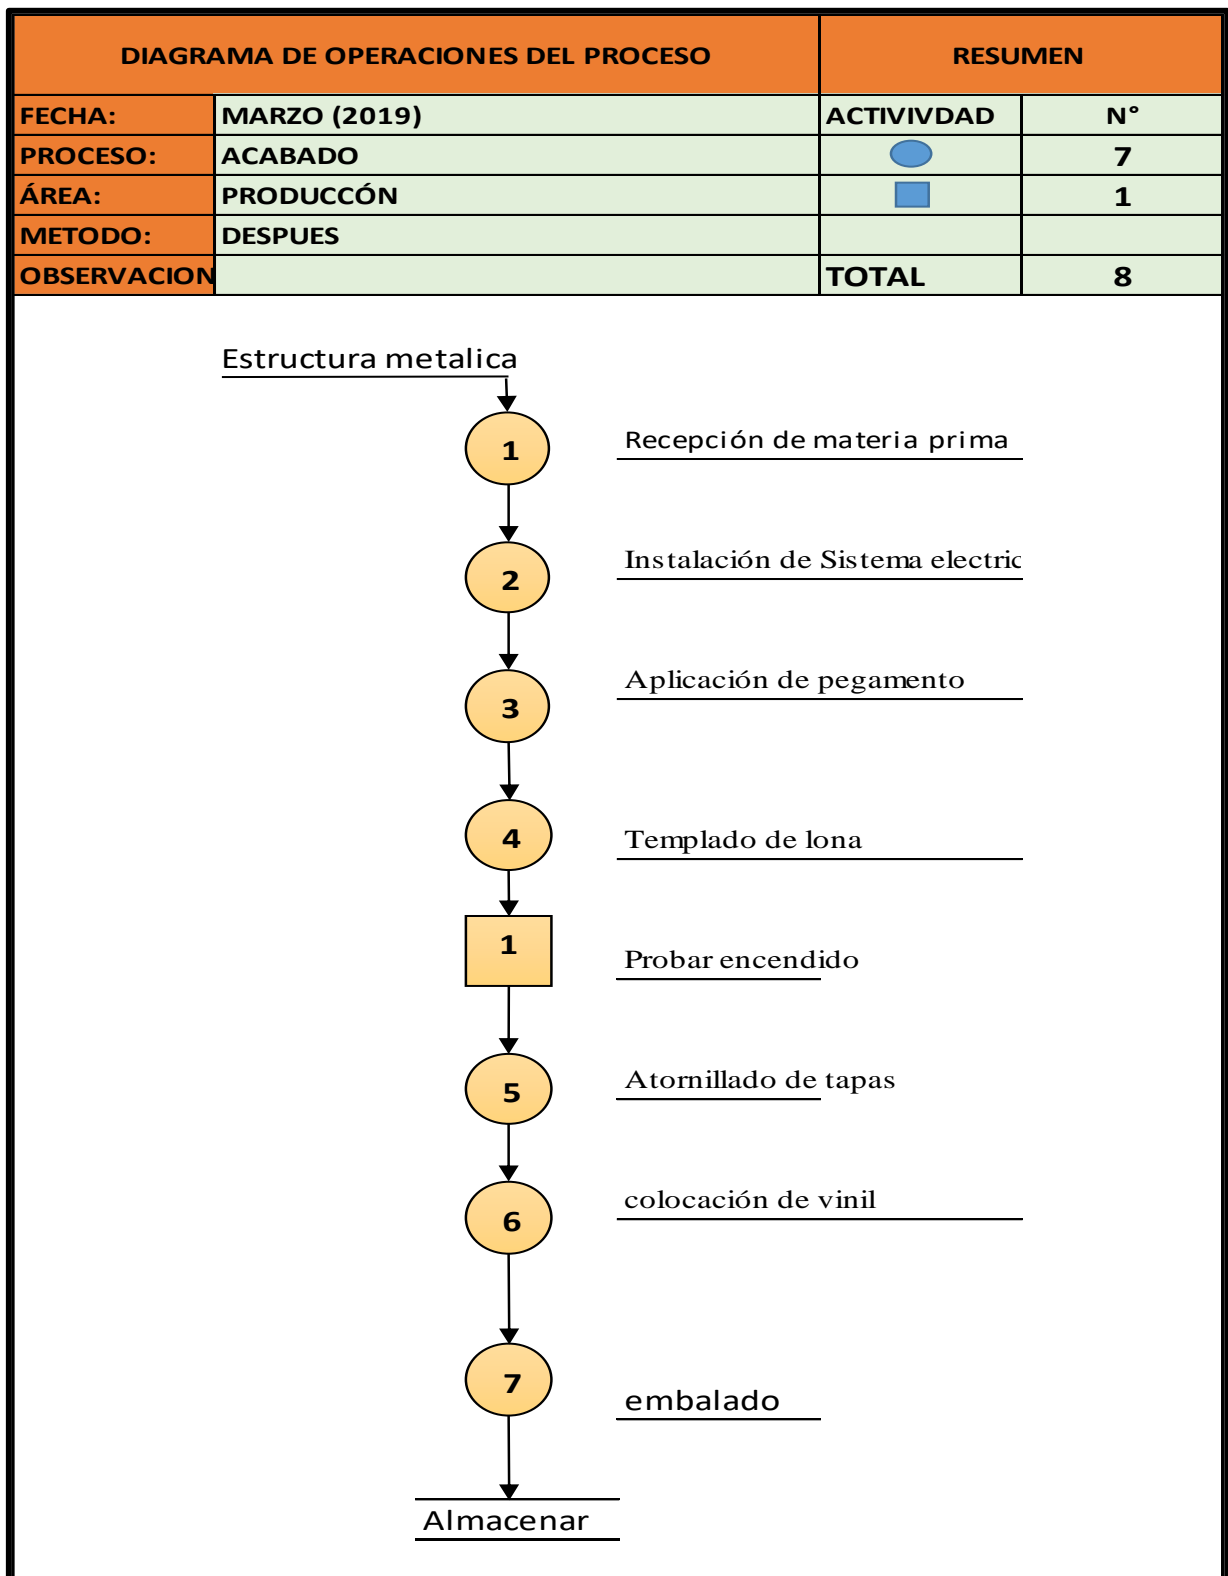 DIAGRAMA DE OPERACIONES DEL PROCESO RESUMEN
FECHA: MARZO (2019) ACTIVIVDAD N°
PROCESO: ACABADO 7
ÁREA: PRODUCCÓN 1
METODO: DESPUES
OBSERVACION TOTAL 8
Estructura metalica
1 Recepción de materia prima
2 Instalación de Sistema electric
3 Aplicación de pegamento
4 Templado de lona
1 Probar encendido
5 Atornillado de tapas
6 colocación de vinil
7 embalado
Almacenar